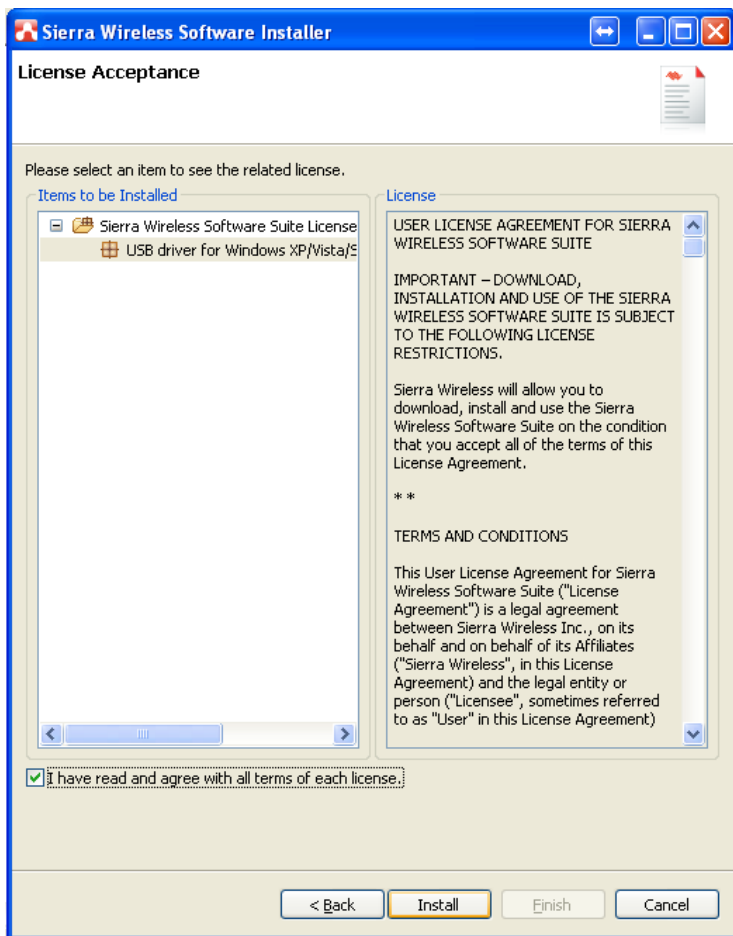 Sierra Wireless Software Installer
License Acceptance
Please select an item to see the related license.
Items to be Installed
Sierra Wireless Software Suite License
USB driver for Windows XP/Vista/S
License
USER LICENSE AGREEMENT FOR SIERRA
WIRELESS SOFTWARE SUITE
IMPORTANT – DOWNLOAD,
INSTALLATION AND USE OF THE SIERRA
WIRELESS SOFTWARE SUITE IS SUBJECT
TO THE FOLLOWING LICENSE
RESTRICTIONS.
Sierra Wireless will allow you to
download, install and use the Sierra
Wireless Software Suite on the condition
that you accept all of the terms of this
License Agreement.
* *
TERMS AND CONDITIONS
This User License Agreement for Sierra
Wireless Software Suite ("License
Agreement") is a legal agreement
between Sierra Wireless Inc., on its
behalf and on behalf of its Affiliates
("Sierra Wireless", in this License
Agreement) and the legal entity or
person ("Licensee", sometimes referred
to as "User" in this License Agreement)
I have read and agree with all terms of each license.
< Back
Install
Finish
Cancel